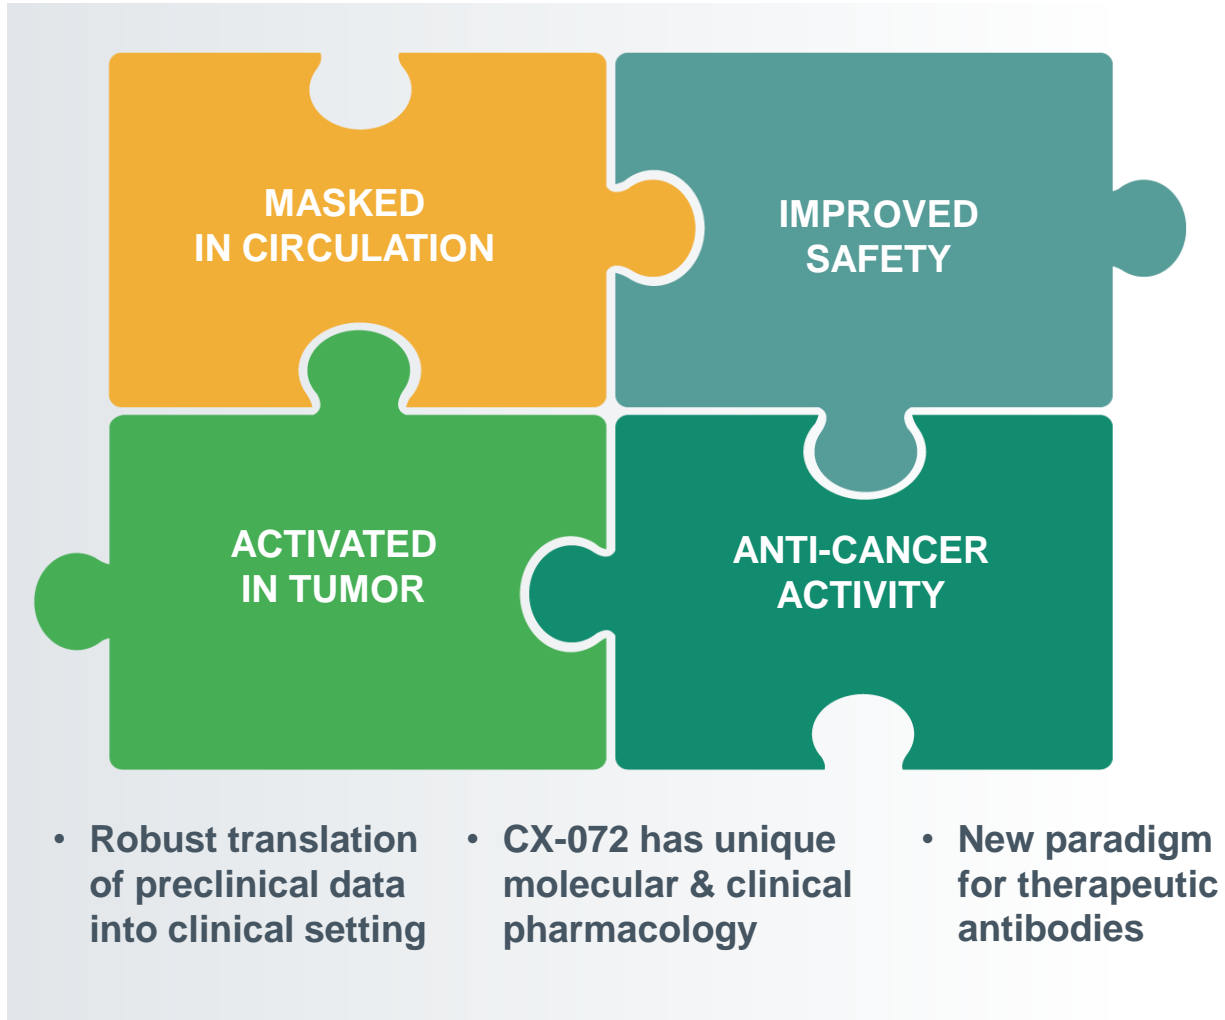 MASKED
IN CIRCULATION
IMPROVED
SAFETY
ACTIVATED
IN TUMOR
ANTI-CANCER
ACTIVITY
• Robust translation
of preclinical data
into clinical setting
• CX-072 has unique
molecular & clinical
pharmacology
• New paradigm
for therapeutic
antibodies